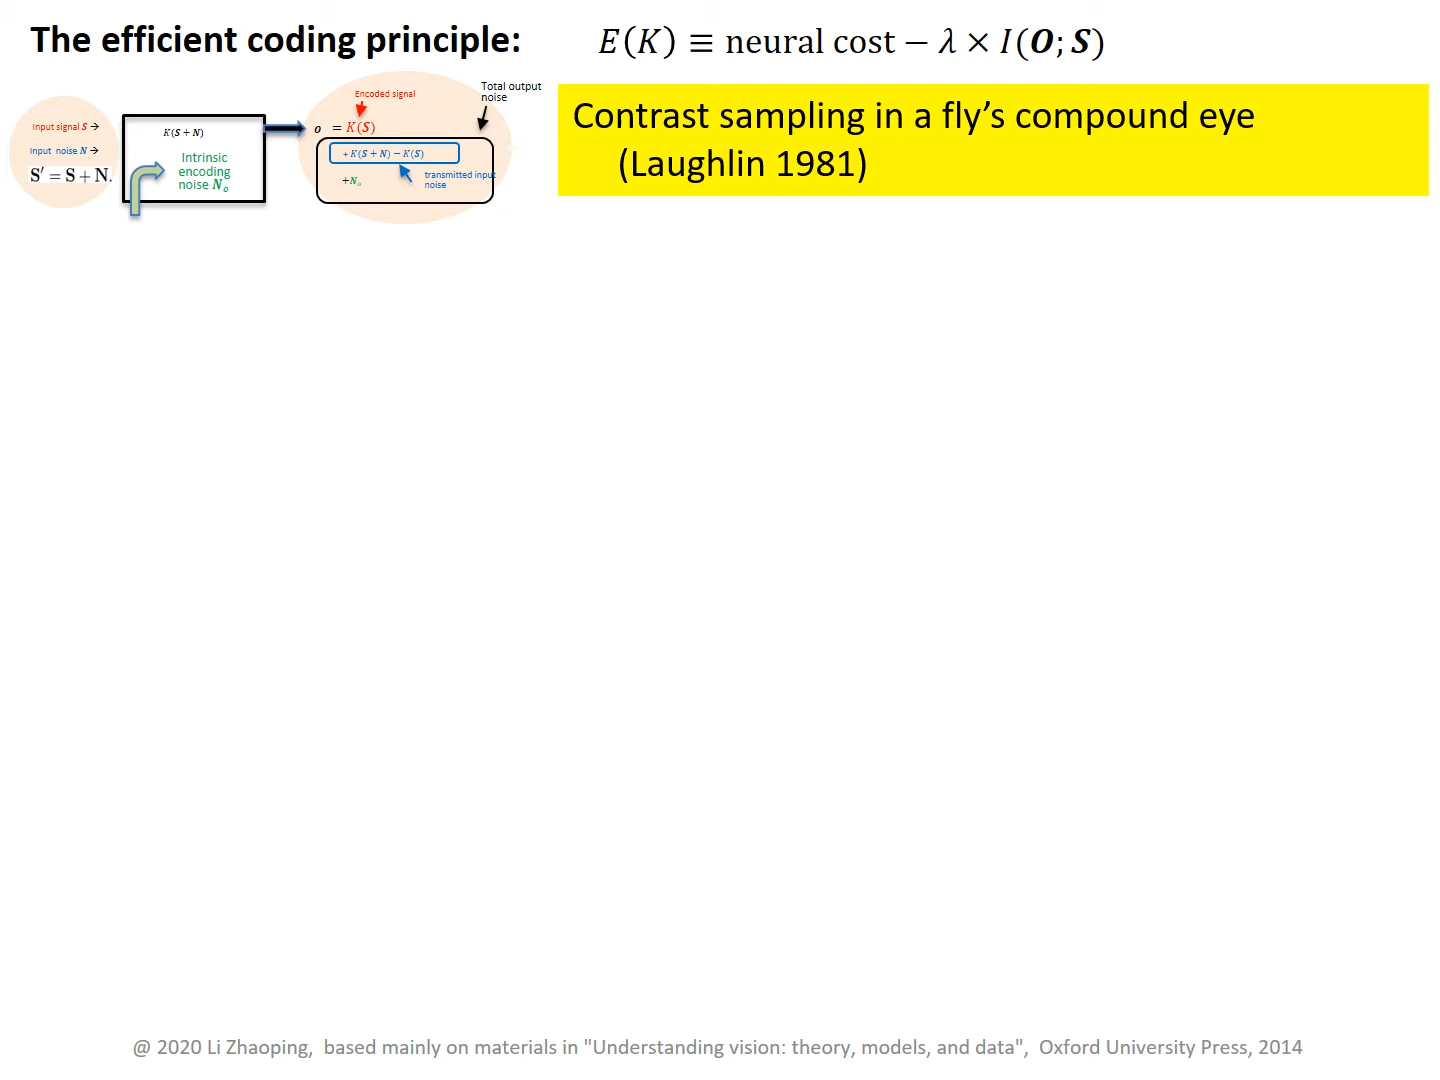 The efficient coding principle:
E(K) ≡ neural cost − λ × I(O; S)
Contrast sampling in a fly's compound eye
(Laughlin 1981)
Input signal S →
Input noise N →
S′ = S + N.
K(S + N)
Intrinsic
encoding
noise Nₒ
Encoded signal
Total output
noise
O = K(S)
+K(S + N) − K(S)
transmitted input
noise
+Nₒ
@ 2020 Li Zhaoping, based mainly on materials in "Understanding vision: theory, models, and data", Oxford University Press, 2014